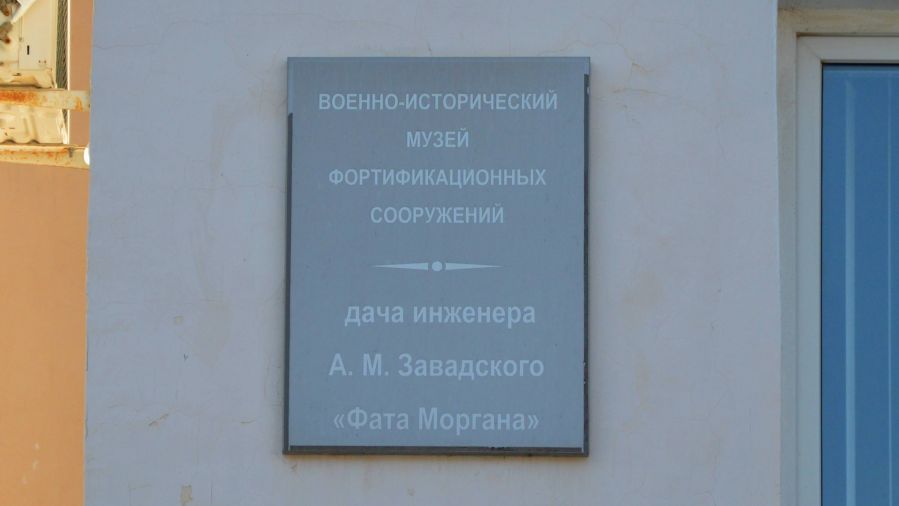 ВОЕННО-ИСТОРИЧЕСКИЙ
МУЗЕЙ
ФОРТИФИКАЦИОННЫХ
СООРУЖЕНИЙ
дача инженера
А. М. Завадского
«Фата Моргана»